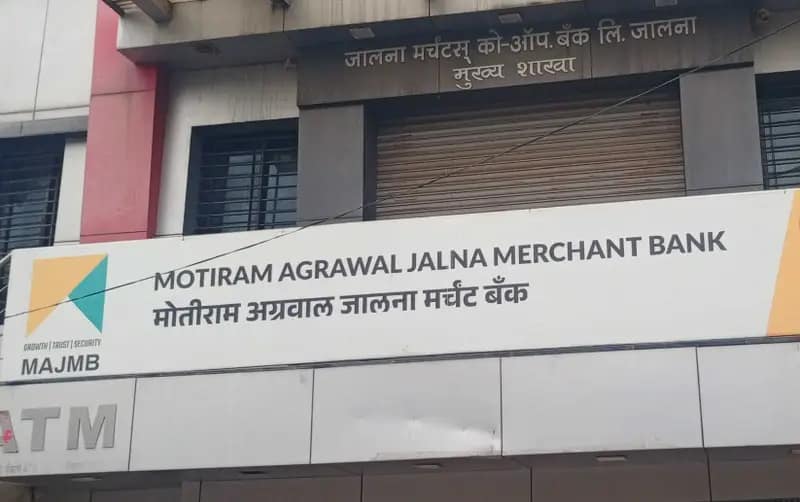 जालना मर्चंटस् को-ऑप. बँक लि. जालना
मुख्य शाखा
MOTIRAM AGRAWAL JALNA MERCHANT BANK
मोतीराम अग्रवाल जालना मर्चंट बँक
GROWTH | TRUST | SECURITY
MAJMB
ATM